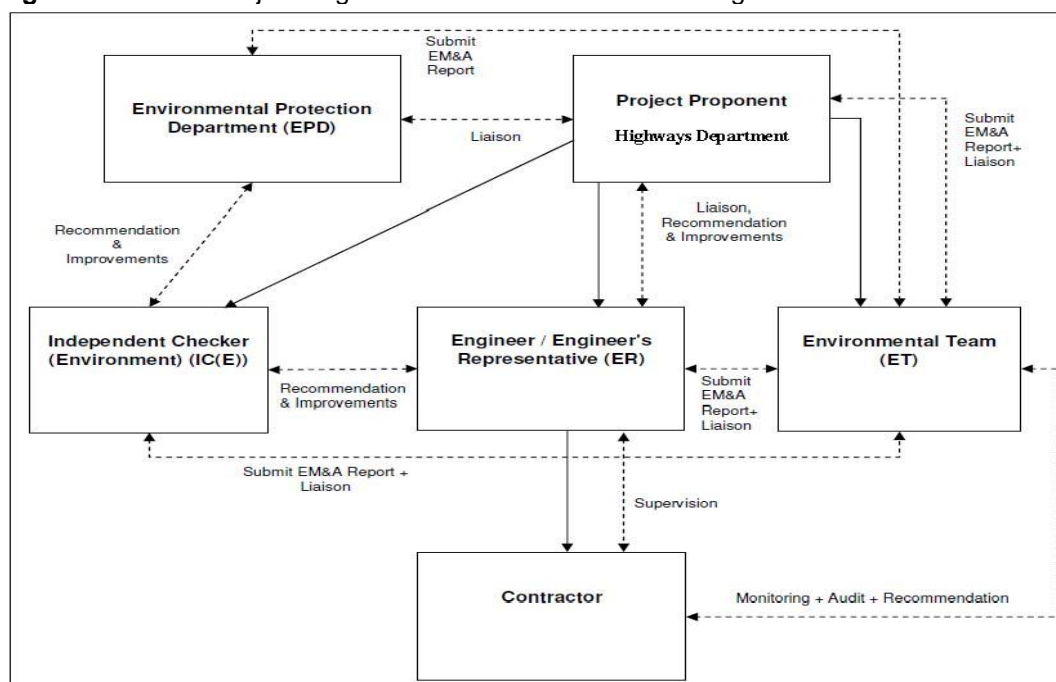 Submit
EM&A
Report
Environmental Protection
Department (EPD)
Liaison
Project Proponent
Highways Department
Submit
EM&A
Report+
Liaison
Recommendation
&
Improvements
Liaison,
Recommendation
& Improvements
Independent Checker
(Environment) (IC(E))
Recommendation
& Improvements
Engineer / Engineer's
Representative (ER)
Submit
EM&A
Report+
Liaison
Environmental Team
(ET)
Submit EM&A Report +
Liaison
Supervision
Contractor
Monitoring + Audit + Recommendation